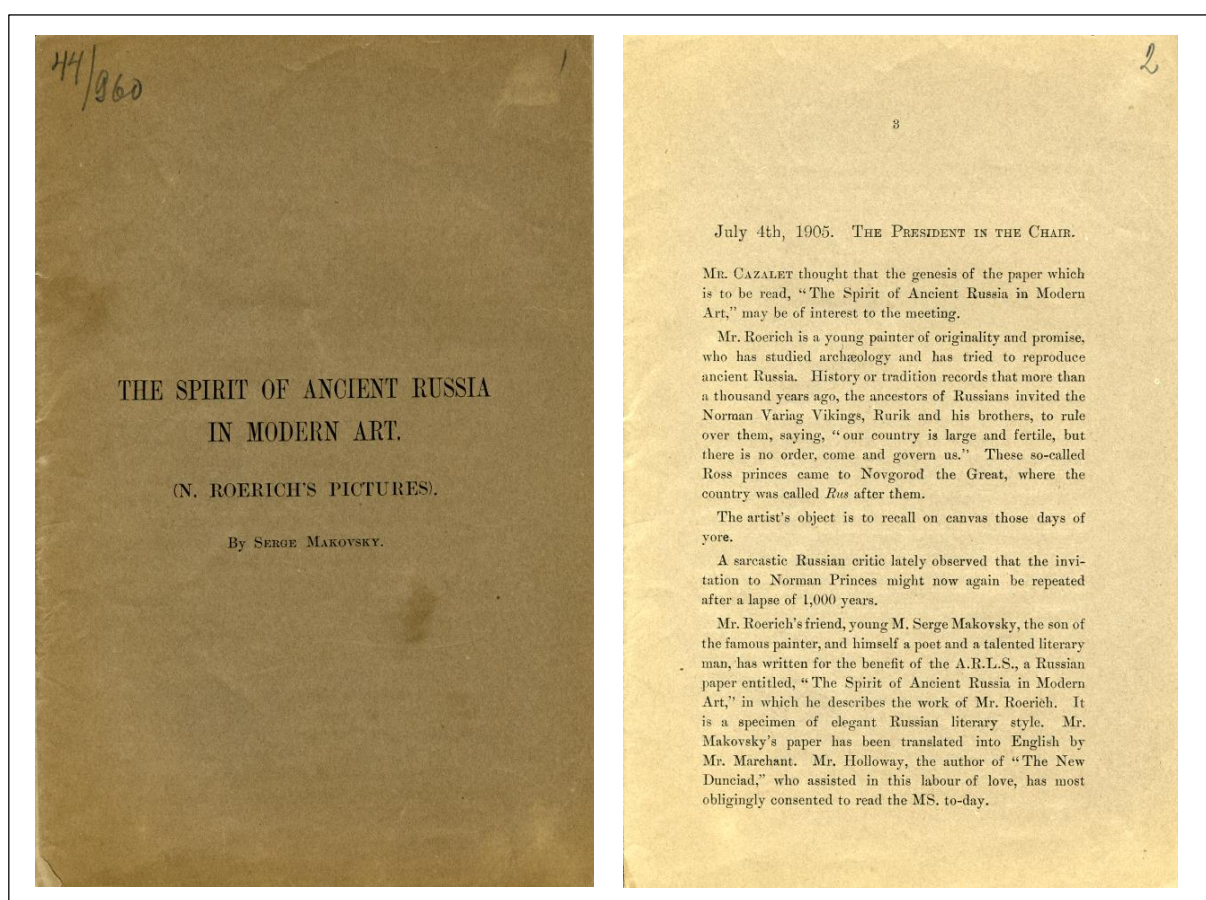 44/960
1
THE SPIRIT OF ANCIENT RUSSIA
IN MODERN ART.
(N. ROERICH'S PICTURES).
By SERGE MAKOVSKY.
2
3
July 4th, 1905. THE PRESIDENT IN THE CHAIR.
MR. CAZALET thought that the genesis of the paper which
is to be read, “The Spirit of Ancient Russia in Modern
Art,” may be of interest to the meeting.
Mr. Roerich is a young painter of originality and promise,
who has studied archæology and has tried to reproduce
ancient Russia. History or tradition records that more than
a thousand years ago, the ancestors of Russians invited the
Norman Variag Vikings, Rurik and his brothers, to rule
over them, saying, “our country is large and fertile, but
there is no order, come and govern us.” These so-called
Ross princes came to Novgorod the Great, where the
country was called Rus after them.
The artist's object is to recall on canvas those days of
yore.
A sarcastic Russian critic lately observed that the invi-
tation to Norman Princes might now again be repeated
after a lapse of 1,000 years.
Mr. Roerich's friend, young M. Serge Makovsky, the son of
the famous painter, and himself a poet and a talented literary
man, has written for the benefit of the A.R.L.S., a Russian
paper entitled, “The Spirit of Ancient Russia in Modern
Art,” in which he describes the work of Mr. Roerich. It
is a specimen of elegant Russian literary style. Mr.
Makovsky's paper has been translated into English by
Mr. Marchant. Mr. Holloway, the author of “The New
Dunciad,” who assisted in this labour of love, has most
obligingly consented to read the MS. to-day.